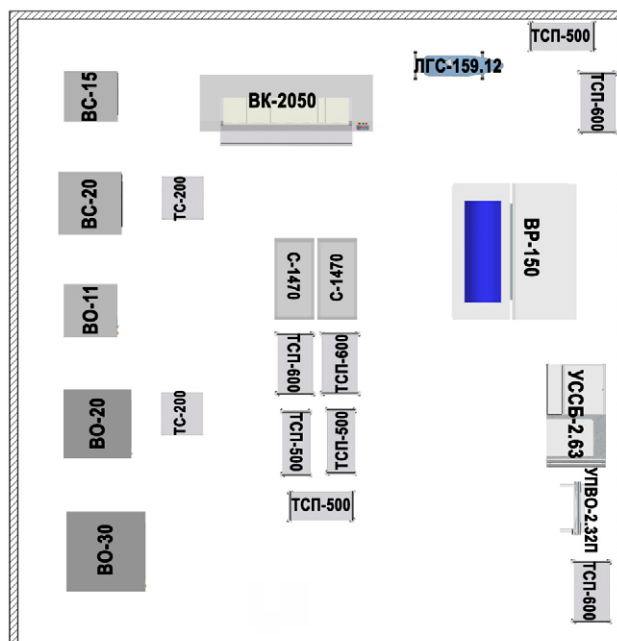 ТСП-500
ЛГС-159.12
ВС-15
ВК-2050
ТСП-600
ВС-20
ТС-200
ВР-150
С-1470
С-1470
ВО-11
ТСП-600
ТСП-600
ВО-20
ТС-200
УССБ-2.63
ТСП-500
ТСП-500
ТСП-500
УПВО-2.32П
ВО-30
ТСП-600